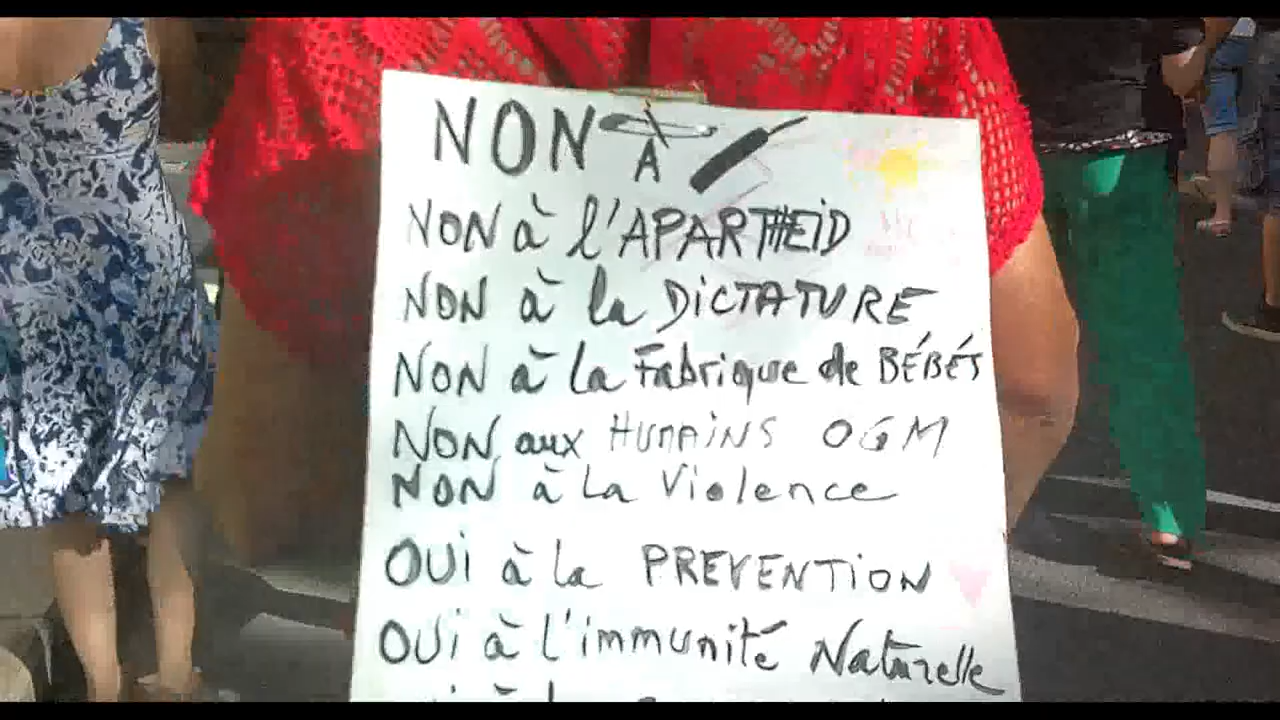 NON À
NON à l'APARTHEiD
NON à la DiCTATURE
NON à la Fabrique de BÉBÉS
NON aux HUMAiNS OGM
NON à La Violence
OUi à la PREVENTiON
OUi à l'immunité Naturelle